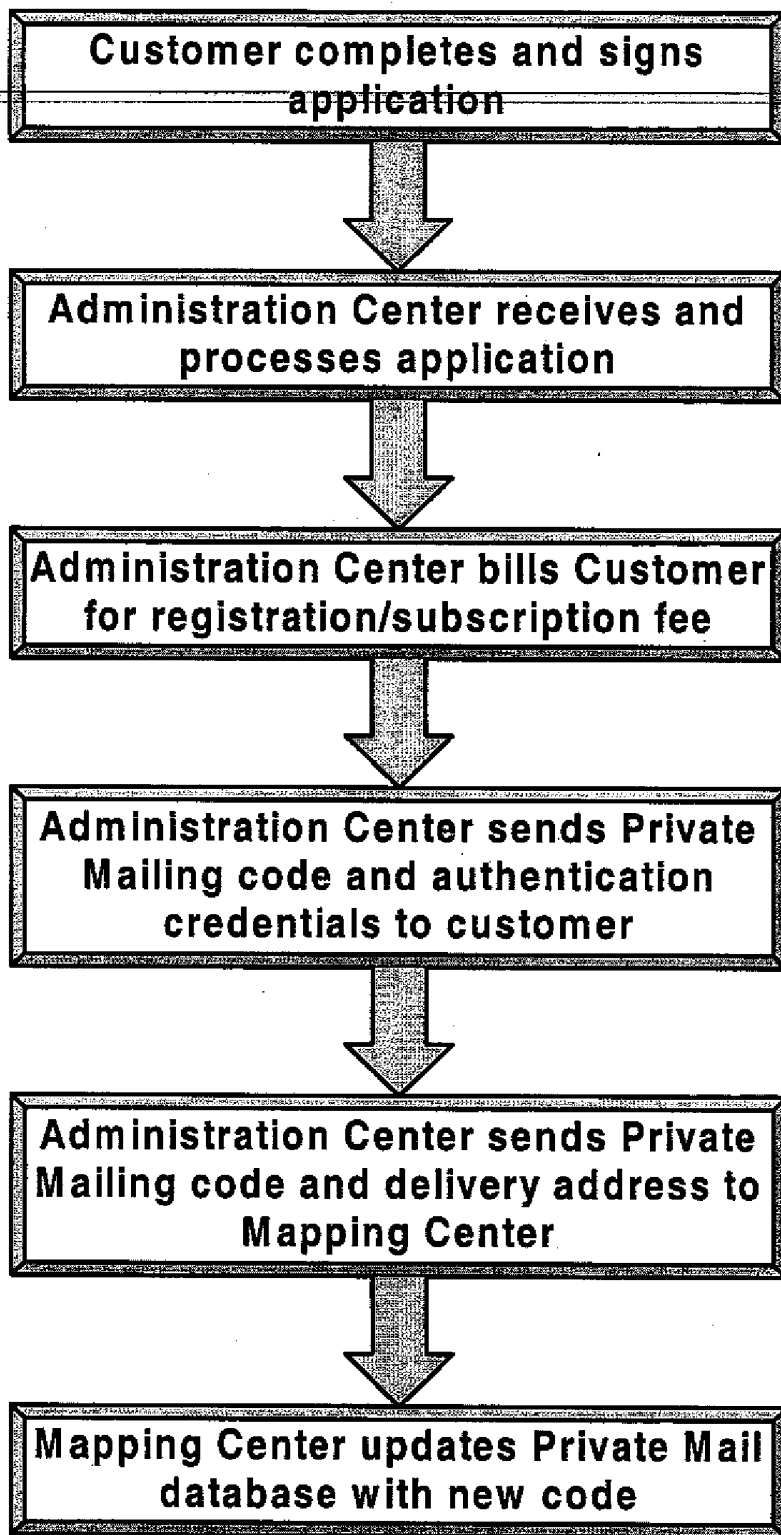 Customer completes and signs
application
Administration Center receives and
processes application
Administration Center bills Customer
for registration/subscription fee
Administration Center sends Private
Mailing code and authentication
credentials to customer
Administration Center sends Private
Mailing code and delivery address to
Mapping Center
Mapping Center updates Private Mail
database with new code